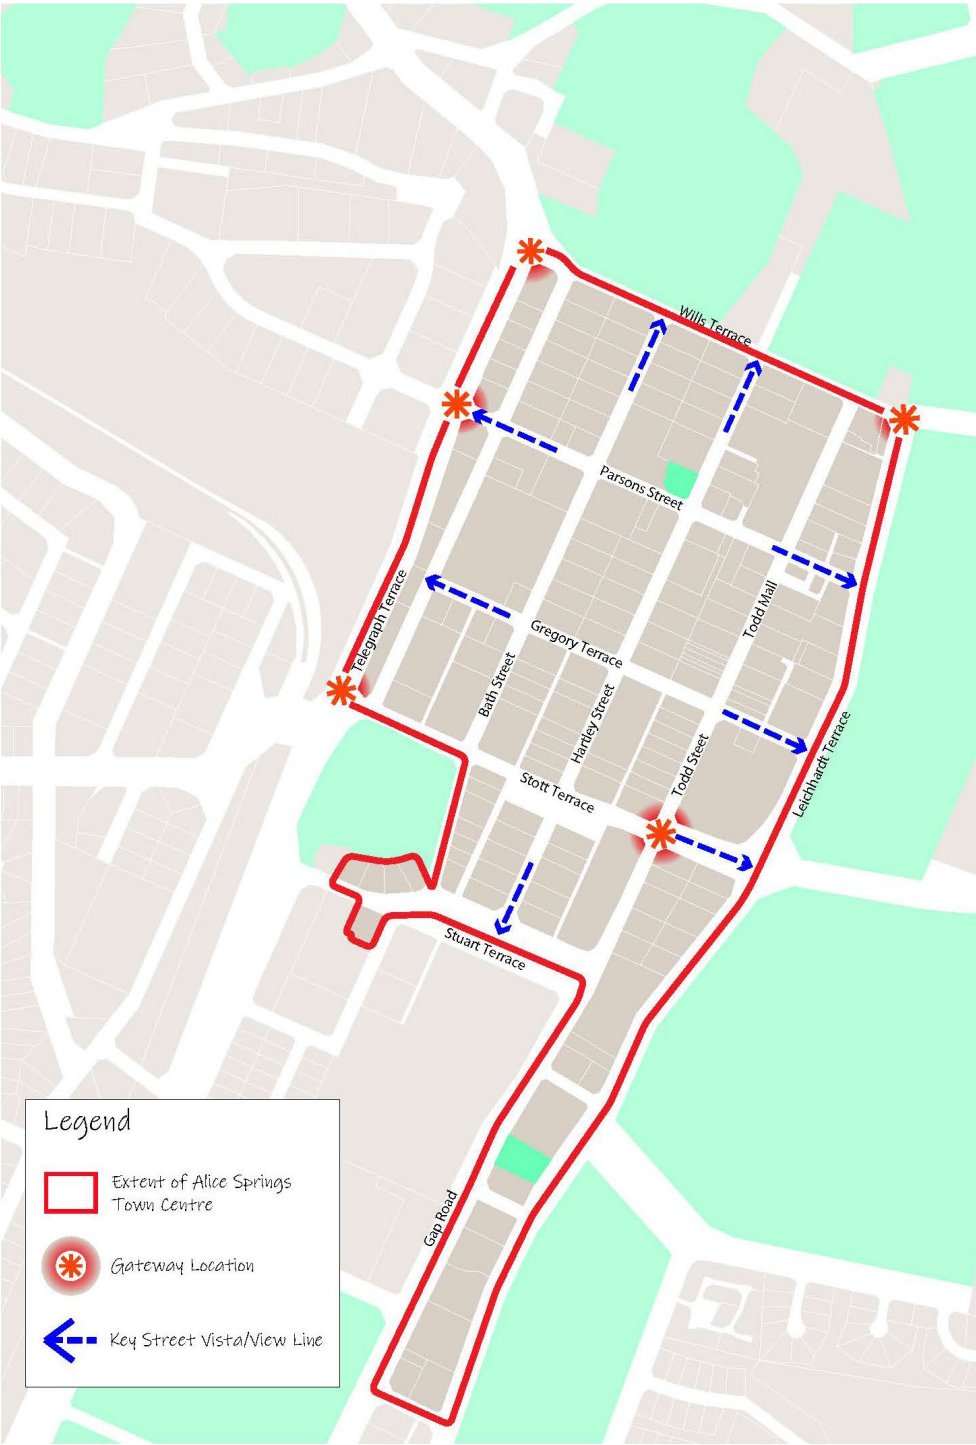 Wills Terrace
Parsons Street
Telegraph Terrace
Todd Mall
Gregory Terrace
Bath Street
Hartley Street
Todd Steet
Leichhardt Terrace
Stott Terrace
Stuart Terrace
Gap Road
Legend
Extent of Alice Springs
Town Centre
Gateway Location
Key Street Vista/View Line